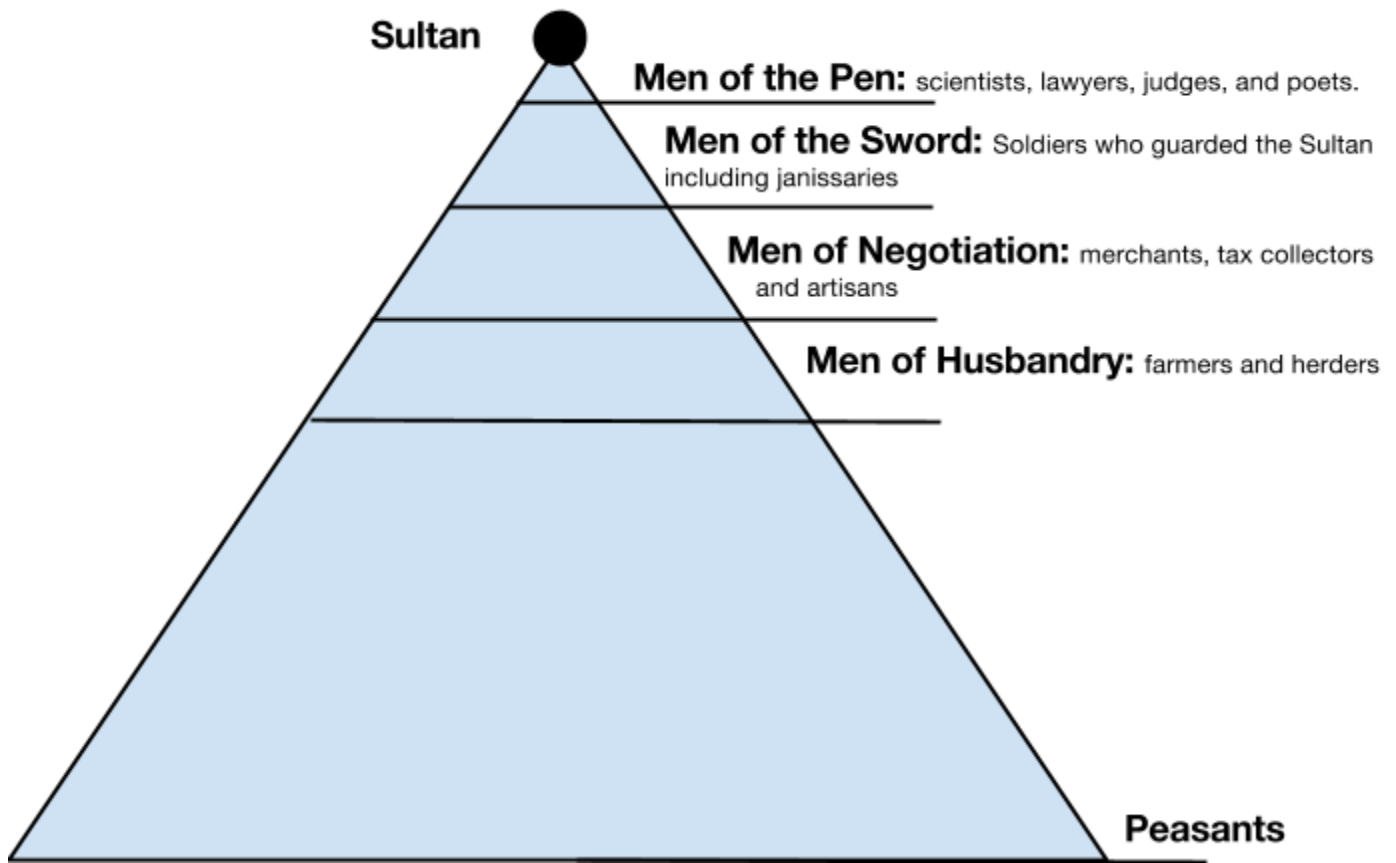 Sultan
Men of the Pen: scientists, lawyers, judges, and poets.
Men of the Sword: Soldiers who guarded the Sultan
including janissaries
Men of Negotiation: merchants, tax collectors
and artisans
Men of Husbandry: farmers and herders
Peasants